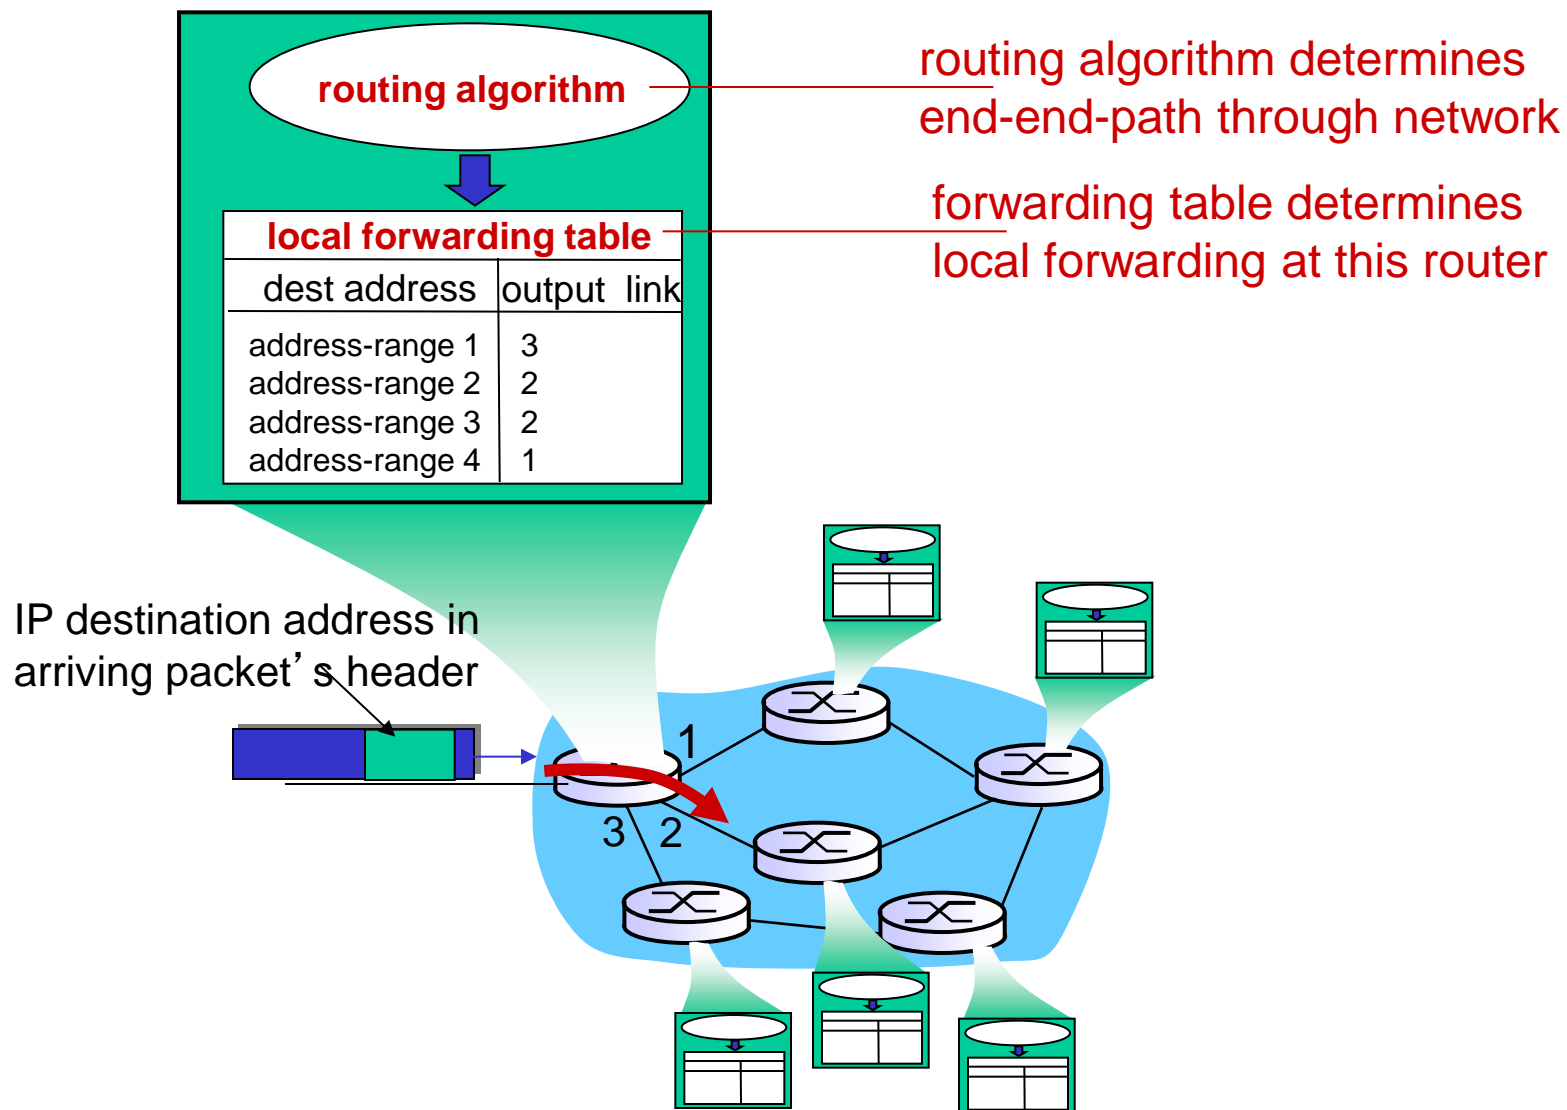 routing algorithm
routing algorithm determines
end-end-path through network
local forwarding table
forwarding table determines
local forwarding at this router
dest address output link
address-range 1 3
address-range 2 2
address-range 3 2
address-range 4 1
IP destination address in
arriving packet’s header
1
3 2